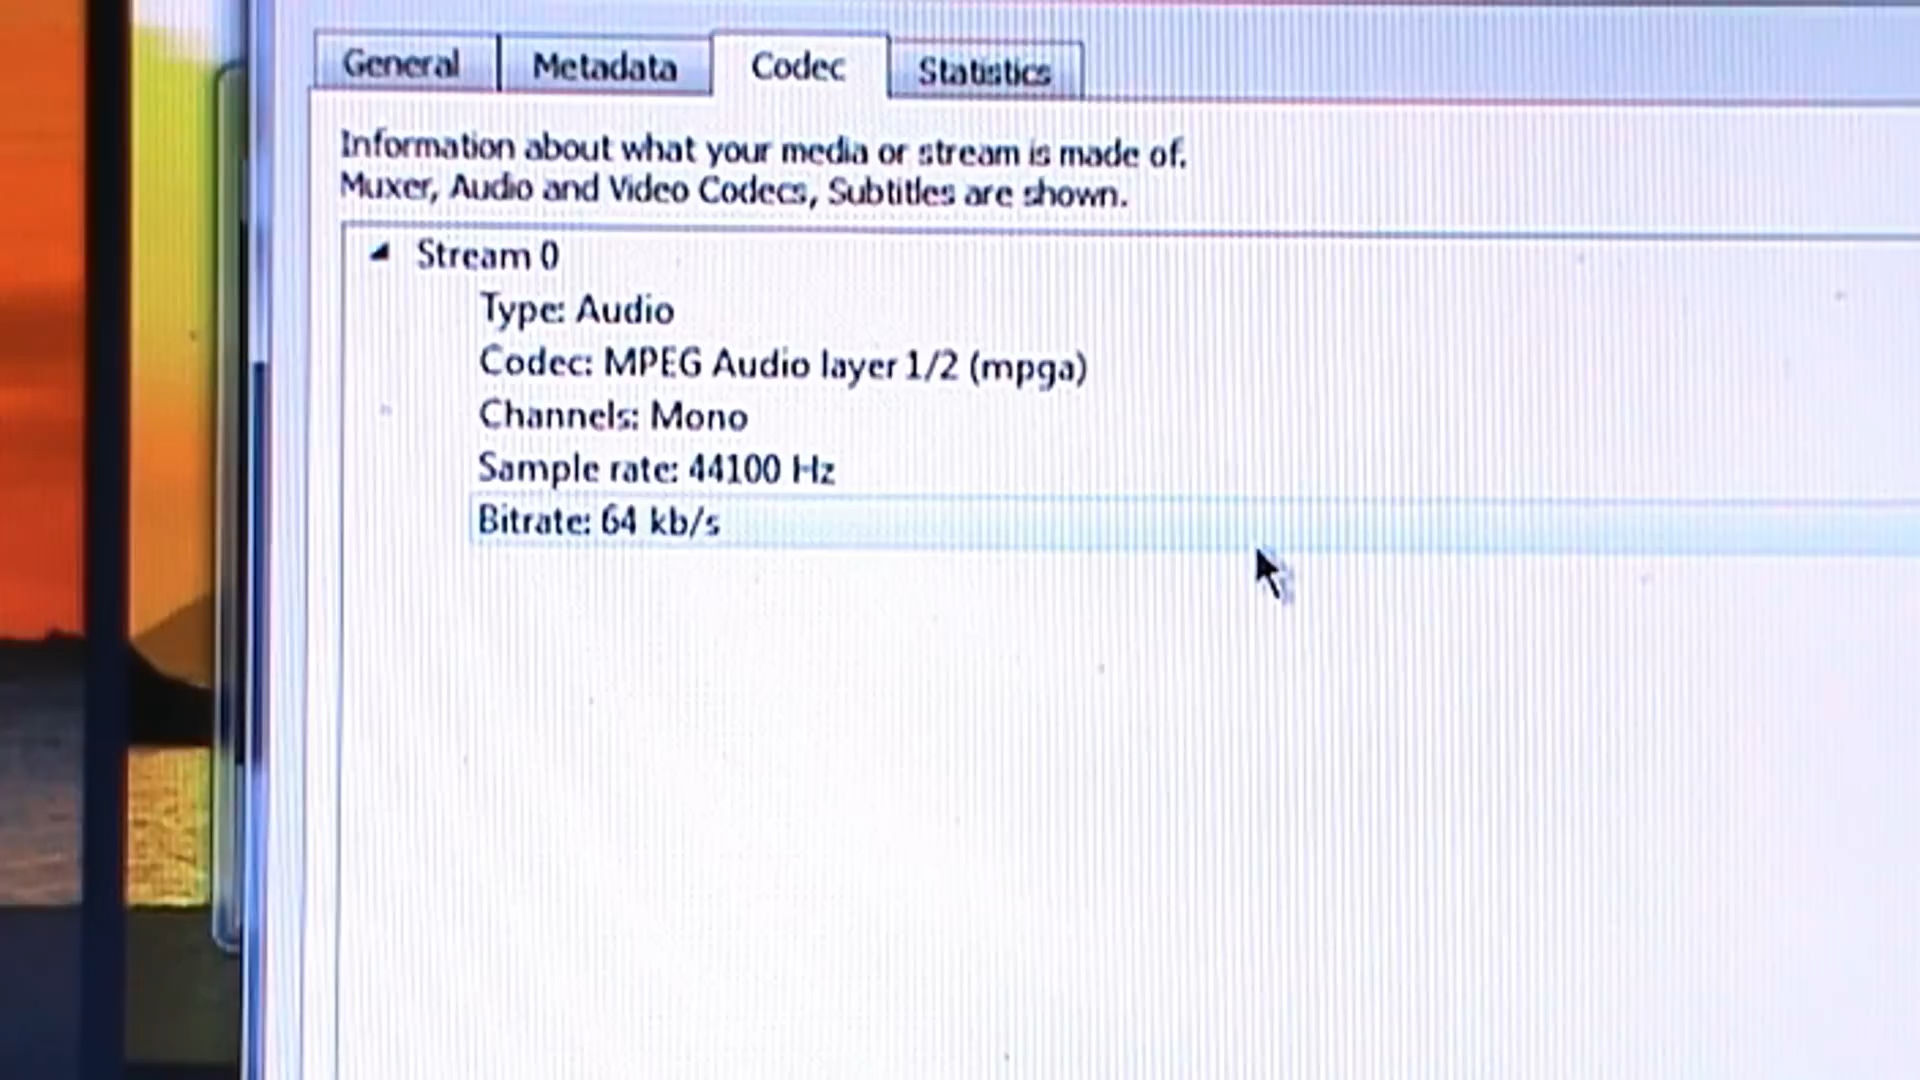 General Metadata Codec Statistics
Information about what your media or stream is made of.
Muxer, Audio and Video Codecs, Subtitles are shown.
Stream 0
Type: Audio
Codec: MPEG Audio layer 1/2 (mpga)
Channels: Mono
Sample rate: 44100 Hz
Bitrate: 64 kb/s